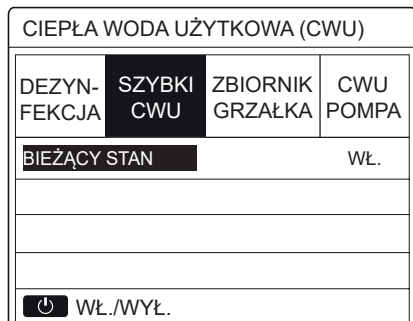 CIEPŁA WODA UŻYTKOWA (CWU)
DEZYN-
FEKCJA
SZYBKI
CWU
ZBIORNIK
GRZAŁKA
CWU
POMPA
BIEŻĄCY STAN WŁ.
WŁ./WYŁ.